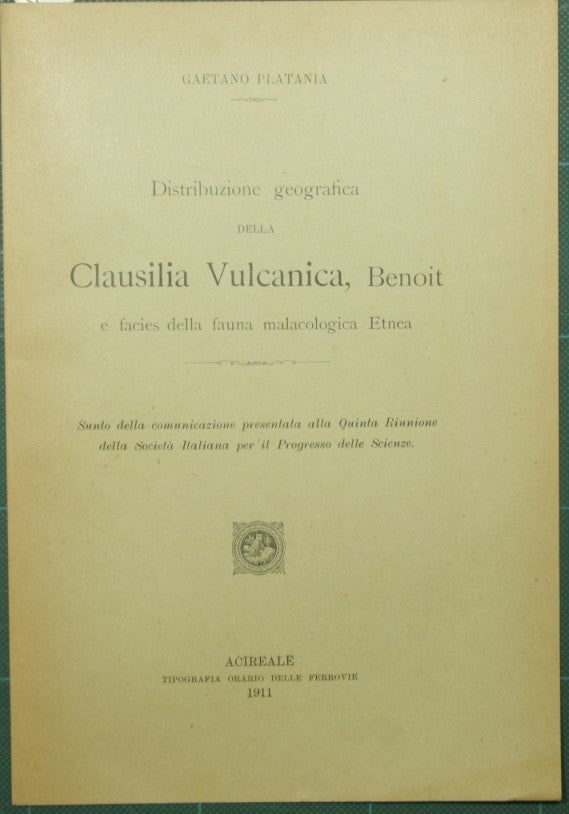 GAETANO PLATANIA
Distribuzione geografica
DELLA
Clausilia Vulcanica, Benoit
e facies della fauna malacologica Etnea
Sunto della comunicazione presentata alla Quinta Riunione
della Società Italiana per il Progresso delle Scienze.
ACIREALE
TIPOGRAFIA ORARIO DELLE FERROVIE
1911